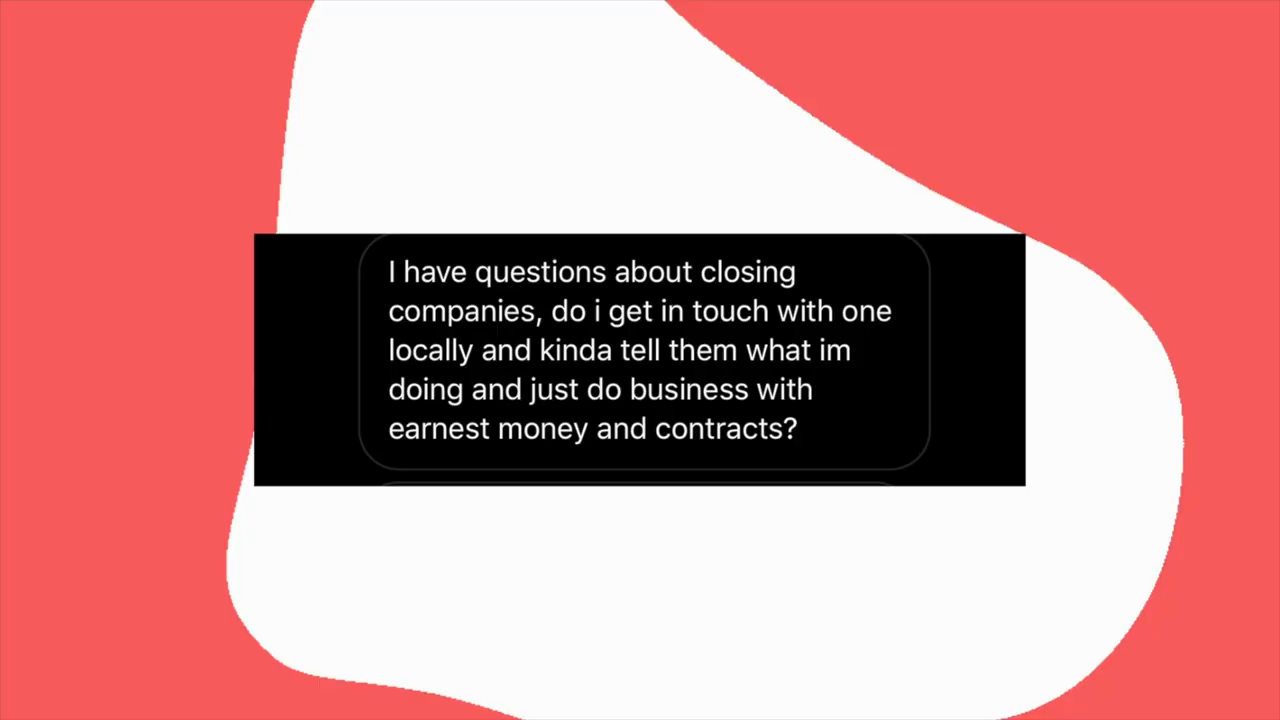 I have questions about closing
companies, do i get in touch with one
locally and kinda tell them what im
doing and just do business with
earnest money and contracts?